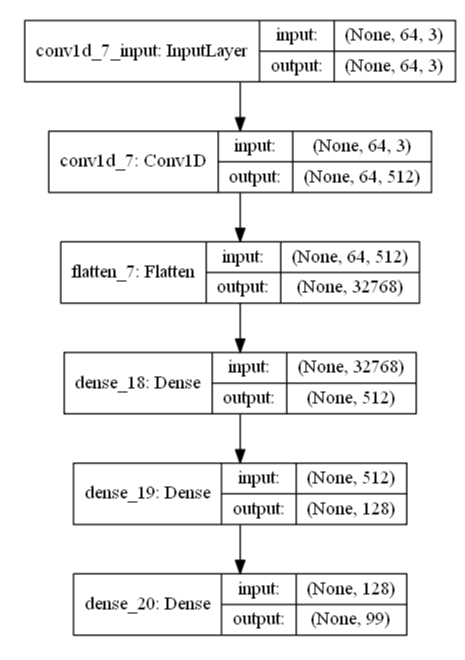 conv1d_7_input: InputLayer
input: (None, 64, 3)
output: (None, 64, 3)
conv1d_7: Conv1D
input: (None, 64, 3)
output: (None, 64, 512)
flatten_7: Flatten
input: (None, 64, 512)
output: (None, 32768)
dense_18: Dense
input: (None, 32768)
output: (None, 512)
dense_19: Dense
input: (None, 512)
output: (None, 128)
dense_20: Dense
input: (None, 128)
output: (None, 99)